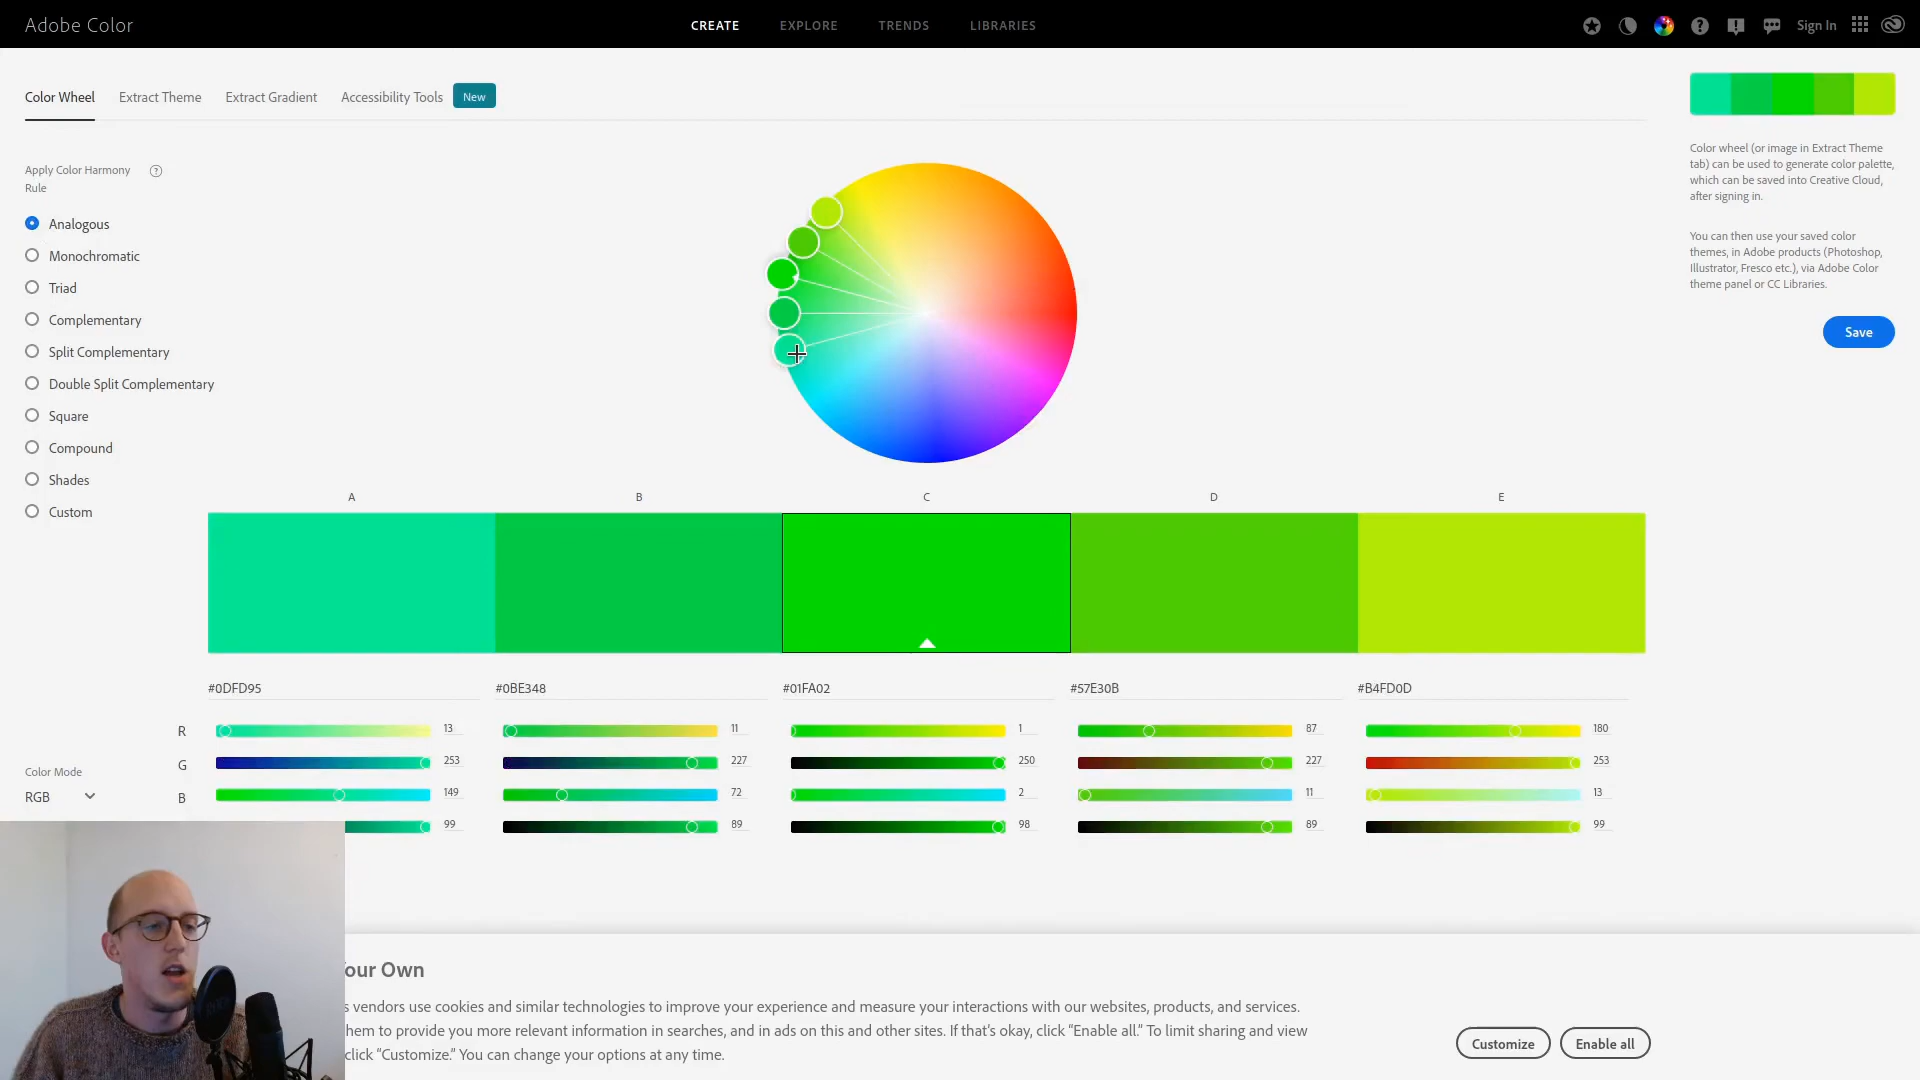 Adobe Color
CREATE
EXPLORE
TRENDS
LIBRARIES
Sign In
Color Wheel
Extract Theme
Extract Gradient
Accessibility Tools
New
Color wheel (or image in Extract Theme
tab) can be used to generate color palette,
which can be saved into Creative Cloud,
after signing in.
You can then use your saved color
themes, in Adobe products (Photoshop,
Illustrator, Fresco etc.), via Adobe Color
theme panel or CC Libraries.
Save
Apply Color Harmony
Rule
Analogous
Monochromatic
Triad
Complementary
Split Complementary
Double Split Complementary
Square
Compound
Shades
Custom
A
B
C
D
E
#0DFD95
#0BE348
#01FA02
#57E30B
#B4FD0D
R
13
11
1
87
180
G
253
227
250
227
253
B
149
72
2
11
13
99
89
98
89
99
Color Mode
RGB
our Own
s vendors use cookies and similar technologies to improve your experience and measure your interactions with our websites, products, and services.
hem to provide you more relevant information in searches, and in ads on this and other sites. If that's okay, click “Enable all.” To limit sharing and view
click “Customize.” You can change your options at any time.
Customize
Enable all